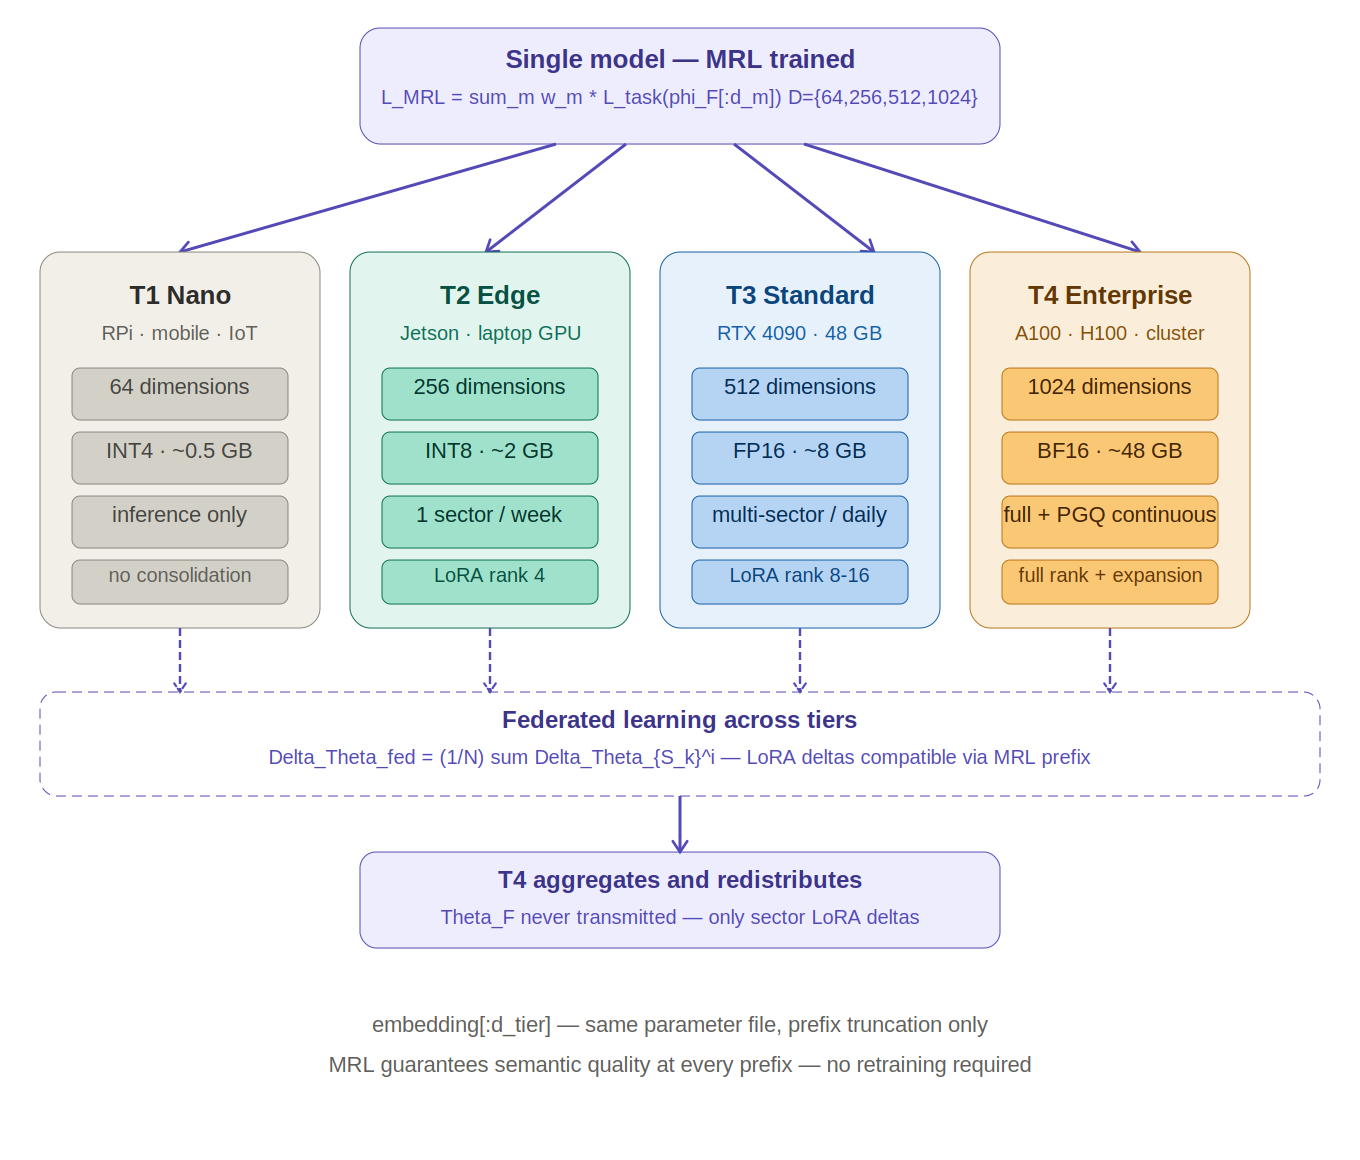 Single model — MRL trained
L_MRL = sum_m w_m * L_task(phi_F[:d_m]) D={64,256,512,1024}
T1 Nano
RPi · mobile · IoT
64 dimensions
INT4 · ~0.5 GB
inference only
no consolidation
T2 Edge
Jetson · laptop GPU
256 dimensions
INT8 · ~2 GB
1 sector / week
LoRA rank 4
T3 Standard
RTX 4090 · 48 GB
512 dimensions
FP16 · ~8 GB
multi-sector / daily
LoRA rank 8-16
T4 Enterprise
A100 · H100 · cluster
1024 dimensions
BF16 · ~48 GB
full + PGQ continuous
full rank + expansion
Federated learning across tiers
Delta_Theta_fed = (1/N) sum Delta_Theta_{S_k}^i — LoRA deltas compatible via MRL prefix
T4 aggregates and redistributes
Theta_F never transmitted — only sector LoRA deltas
embedding[:d_tier] — same parameter file, prefix truncation only
MRL guarantees semantic quality at every prefix — no retraining required